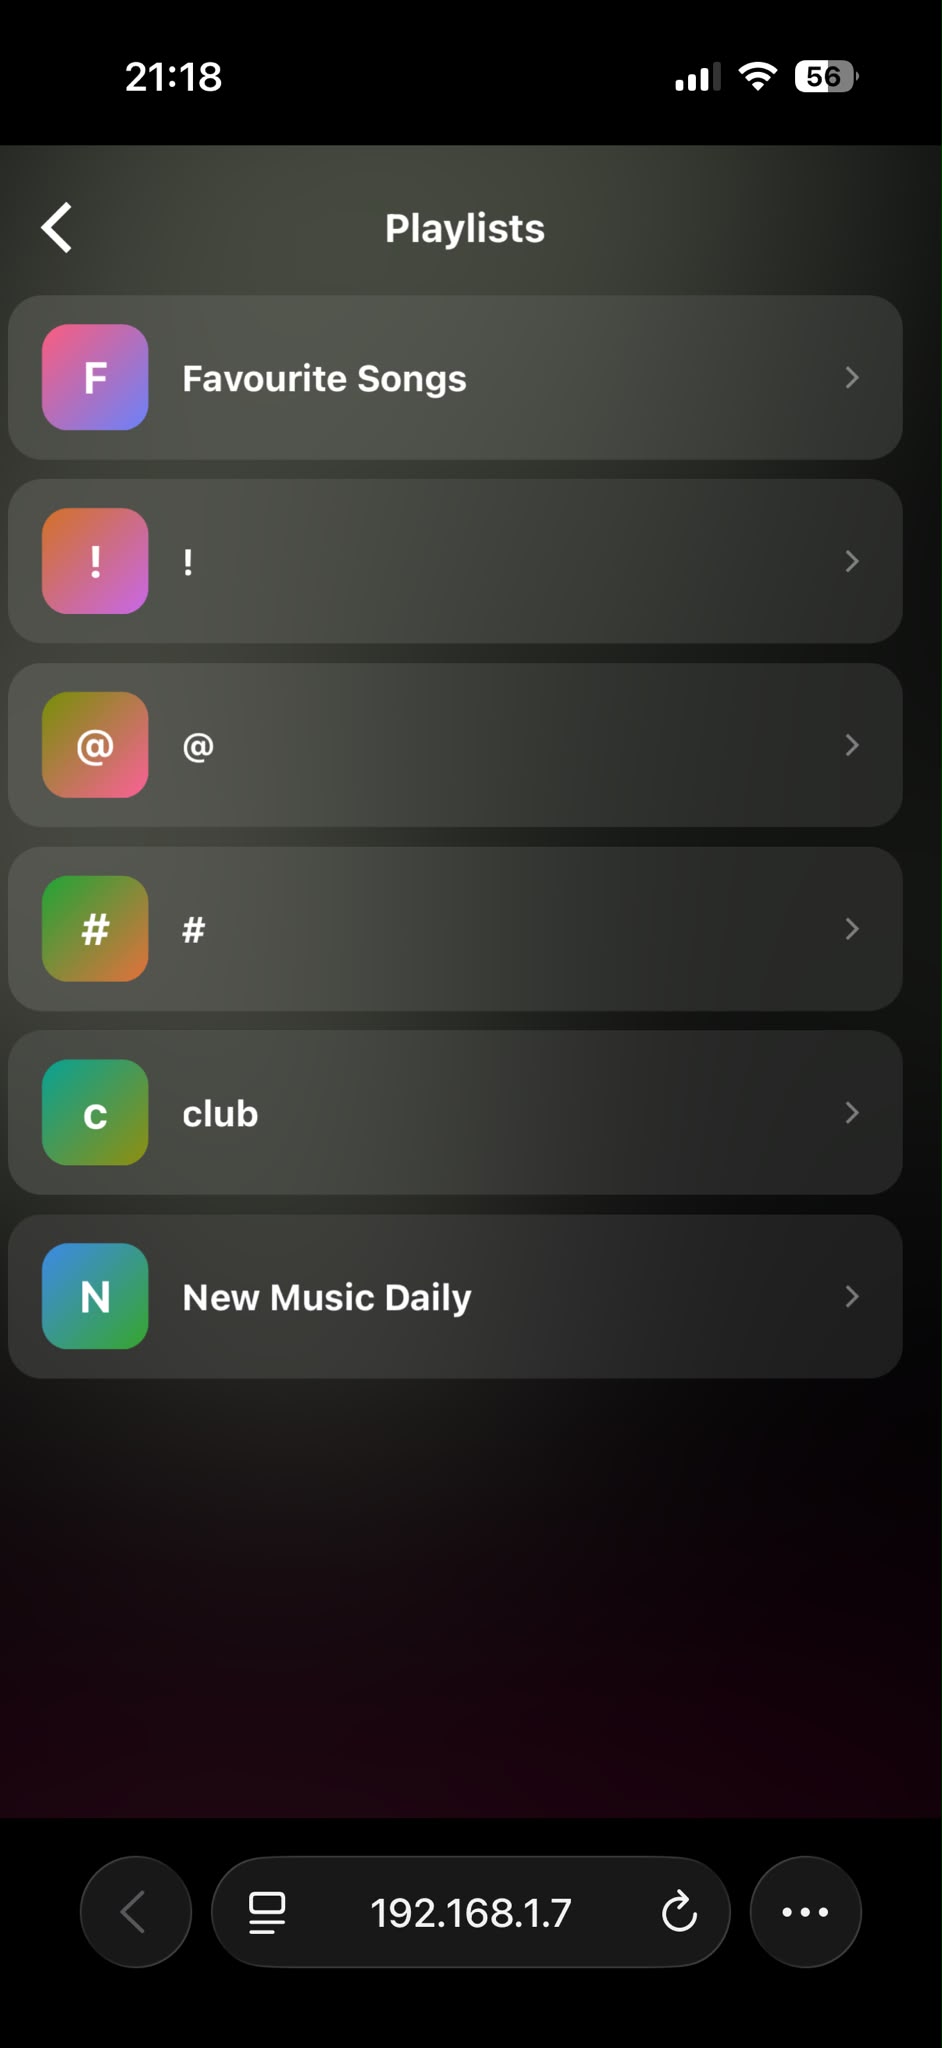 21:18
56
Playlists
F
Favourite Songs
!
!
@
@
#
#
c
club
N
New Music Daily
192.168.1.7